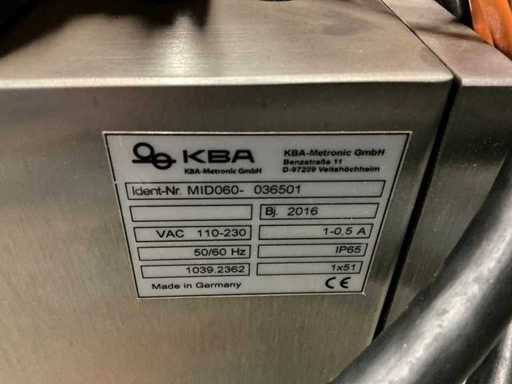 KBA
KBA-Metronic GmbH
KBA-Metronic GmbH
Benzstraße 11
D-97209 Veitshöchheim
Ident-Nr. MID060- 036501
Bj. 2016
VAC 110-230 1-0,5 A
50/60 Hz IP65
1039.2362 1x51
Made in Germany CE